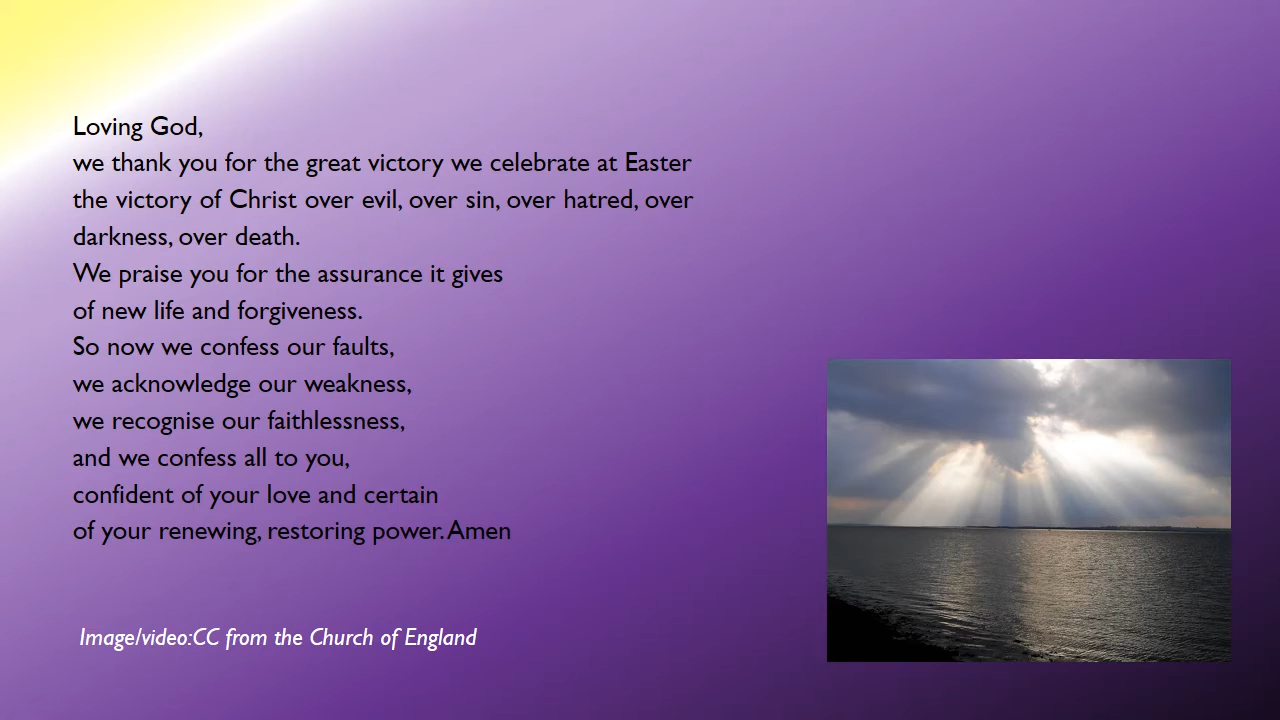 Loving God,
we thank you for the great victory we celebrate at Easter
the victory of Christ over evil, over sin, over hatred, over
darkness, over death.
We praise you for the assurance it gives
of new life and forgiveness.
So now we confess our faults,
we acknowledge our weakness,
we recognise our faithlessness,
and we confess all to you,
confident of your love and certain
of your renewing, restoring power. Amen
Image/video:CC from the Church of England